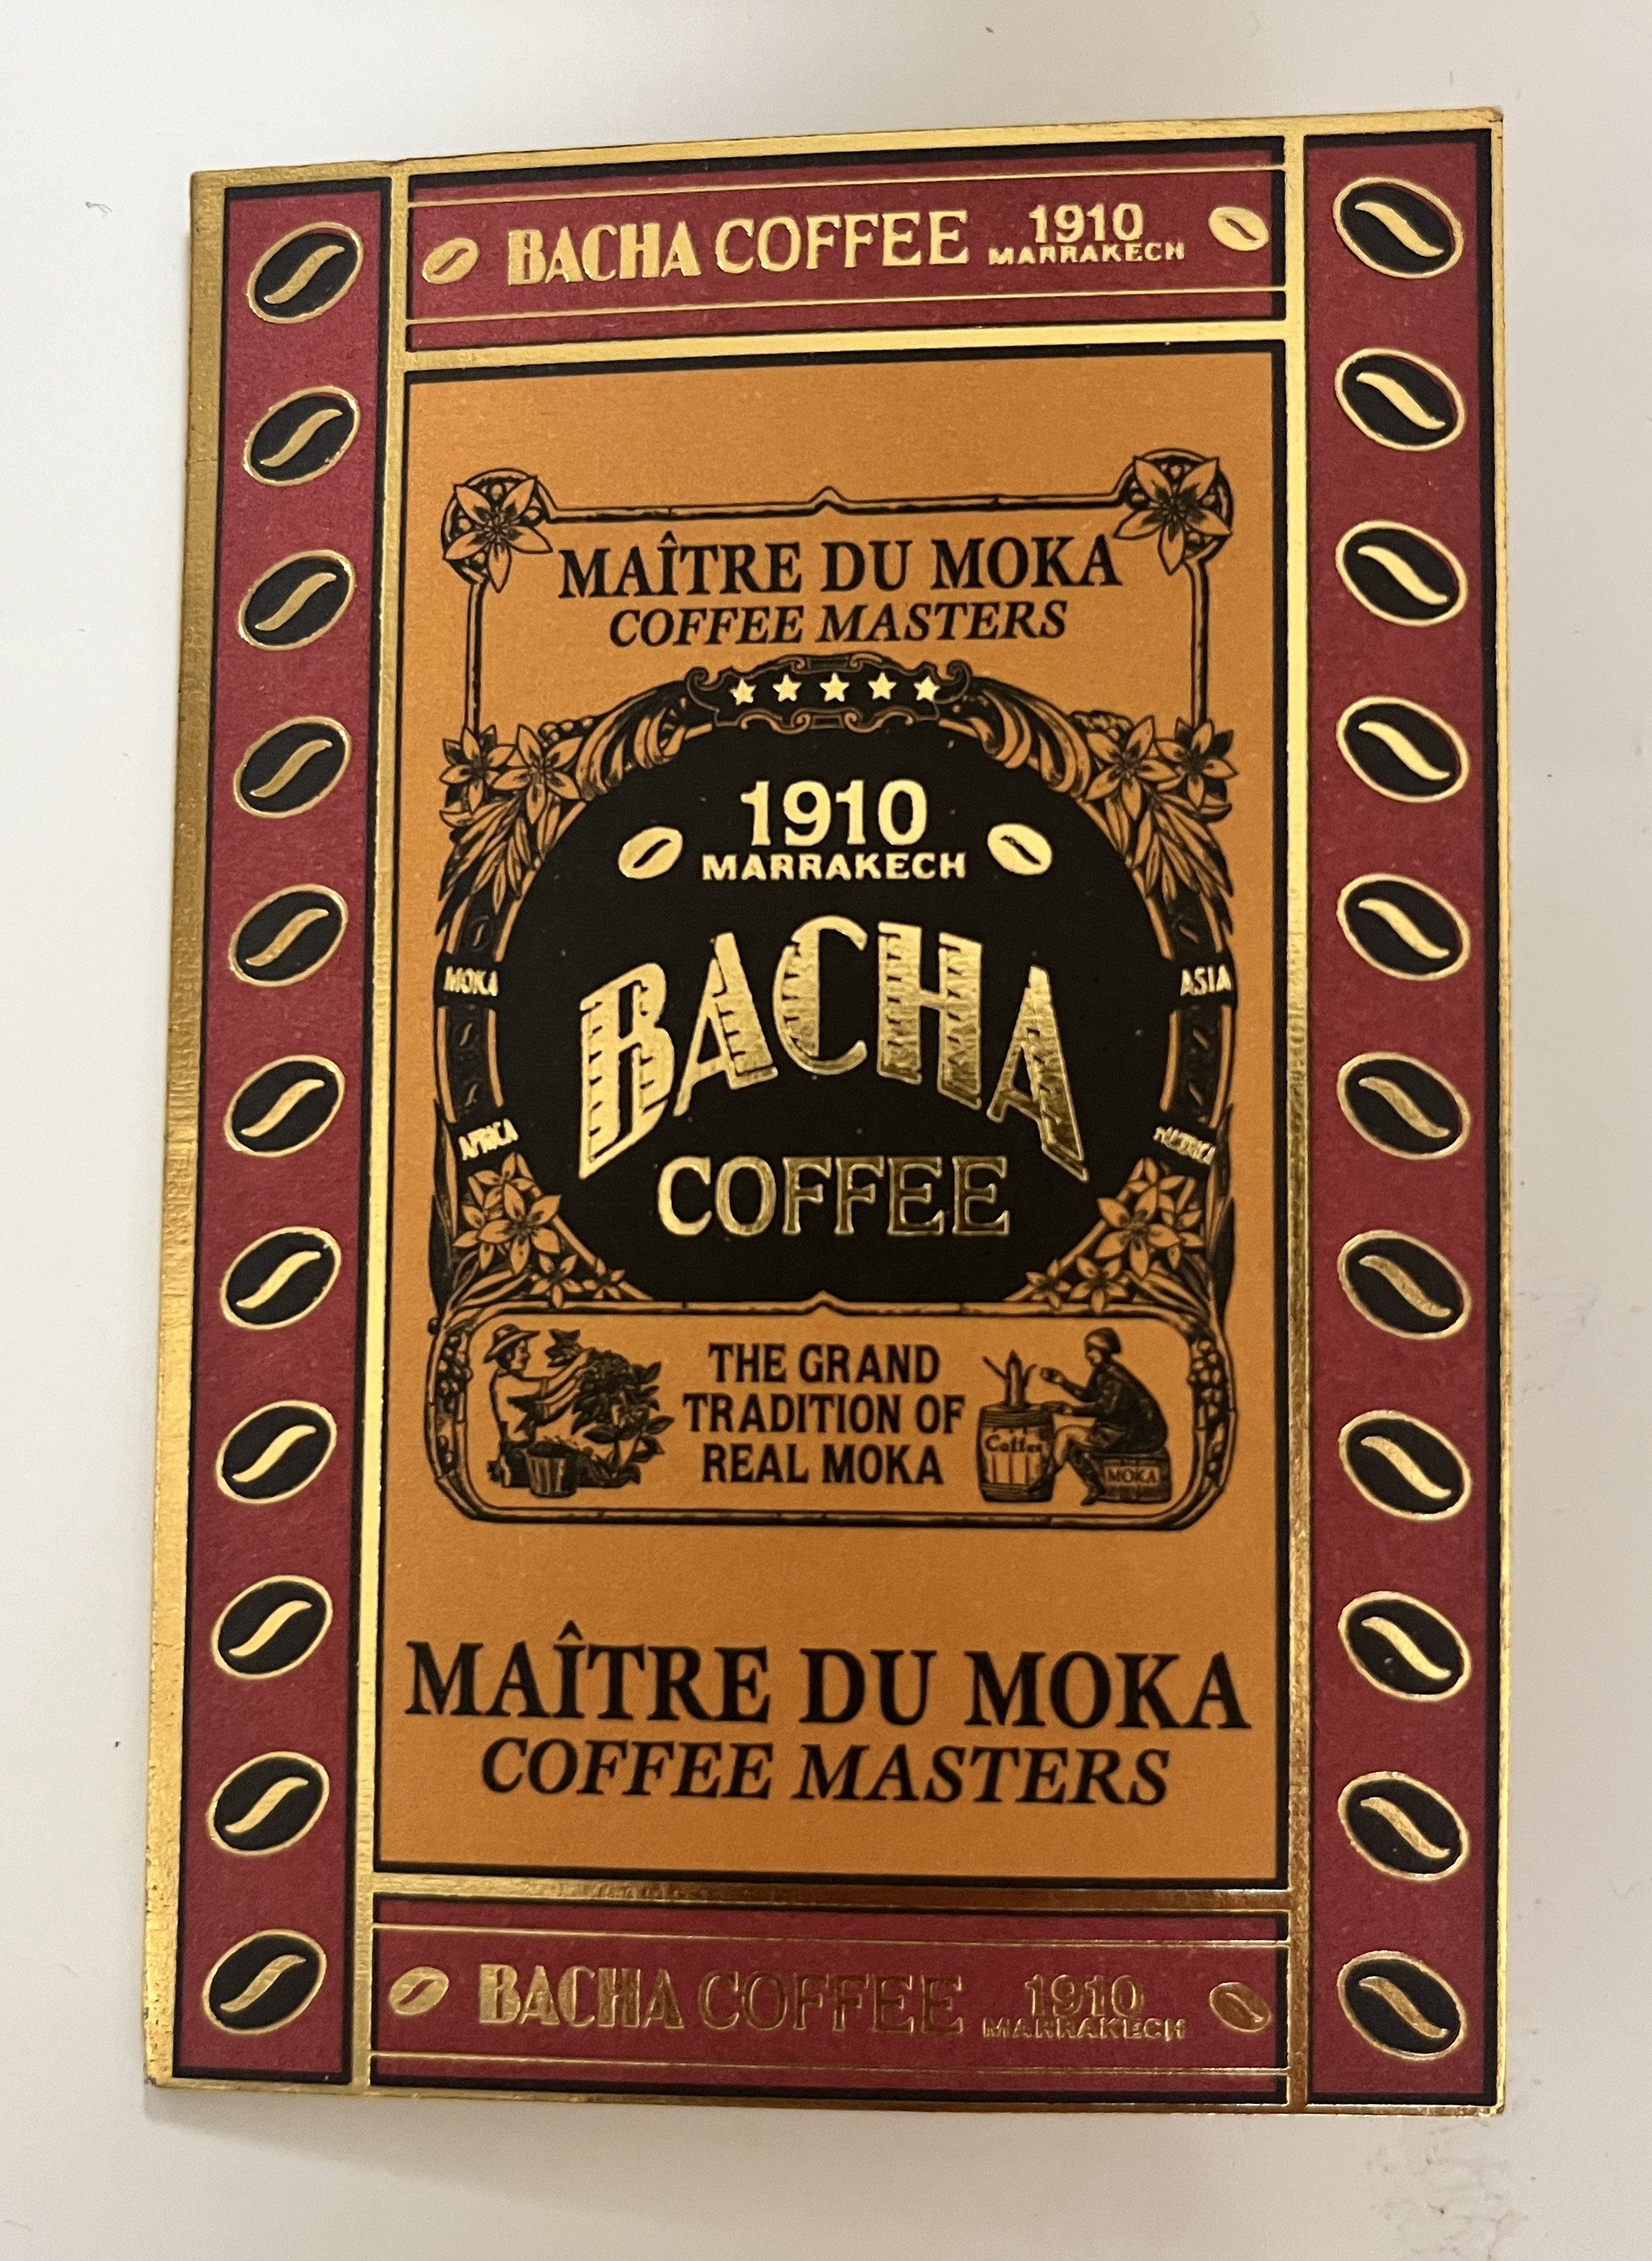 BACHA COFFEE 1910
MARRAKECH
MAÎTRE DU MOKA
COFFEE MASTERS
1910
MARRAKECH
BACHA
MOKA
ASIA
AFRICA
AMERICA
COFFEE
THE GRAND
TRADITION OF
REAL MOKA
Coffee
MOKA
MAÎTRE DU MOKA
COFFEE MASTERS
BACHA COFFEE 1910
MARRAKECH